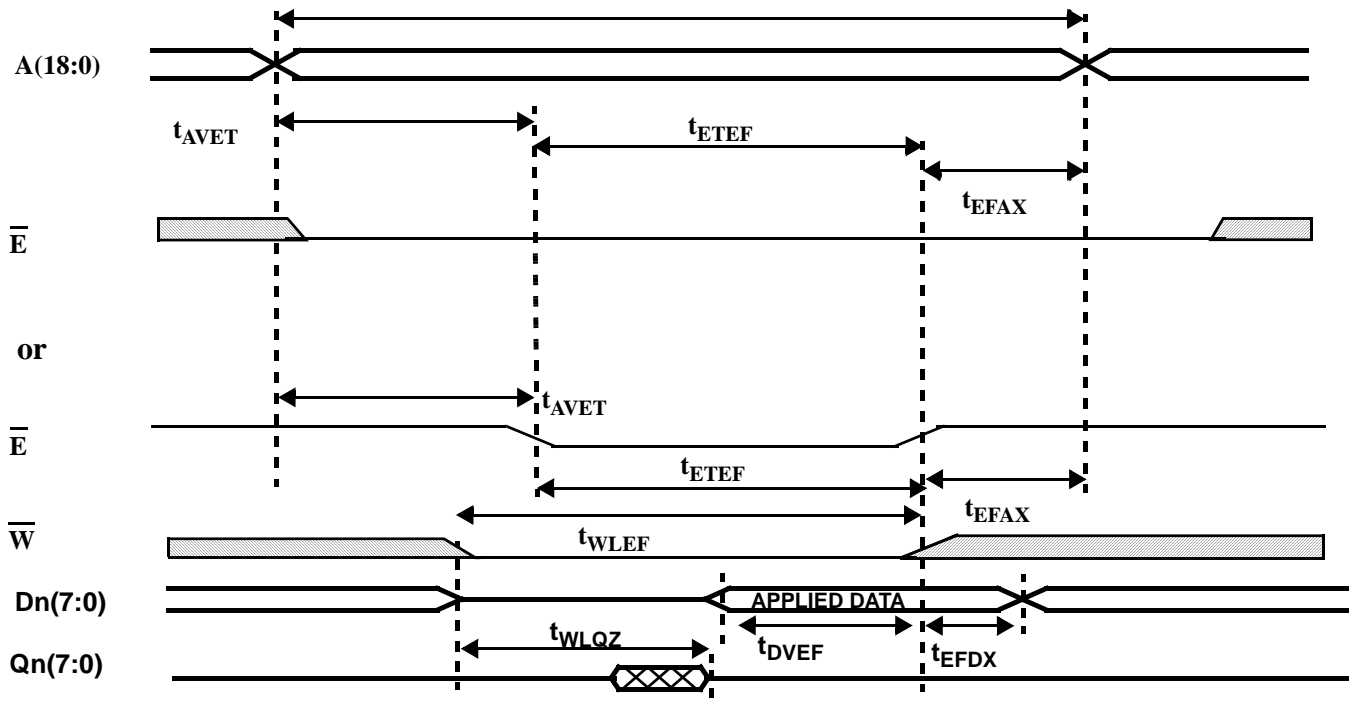 A(18:0)
tAVET
tETEF
tEFAX
E̅
or
tAVET
E̅
tETEF
tEFAX
W̅
tWLEF
Dn(7:0)
APPLIED DATA
tWLQZ
tDVEF
tEFDX
Qn(7:0)